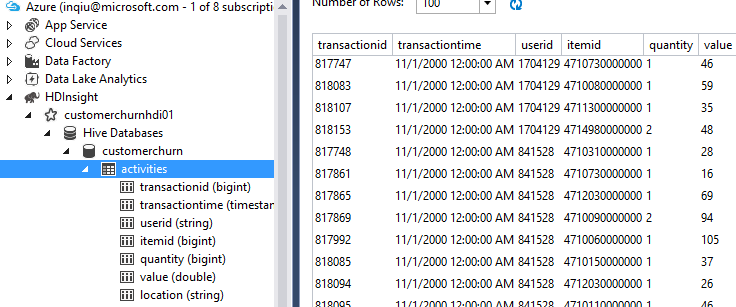 Azure (inqiu@microsoft.com - 1 of 8 subscripti
App Service
Cloud Services
Data Factory
Data Lake Analytics
HDInsight
customerchurnhdi01
Hive Databases
customerchurn
activities
transactionid (bigint)
transactiontime (timestan
userid (string)
itemid (bigint)
quantity (bigint)
value (double)
location (string)
Number of Rows: 100
transactionid transactiontime userid itemid quantity value
817747 11/1/2000 12:00:00 AM 1704129 4710730000000 1 46
818083 11/1/2000 12:00:00 AM 1704129 4710080000000 1 59
818107 11/1/2000 12:00:00 AM 1704129 4711300000000 1 35
818153 11/1/2000 12:00:00 AM 1704129 4714980000000 2 48
817748 11/1/2000 12:00:00 AM 841528 4710310000000 1 28
817861 11/1/2000 12:00:00 AM 841528 4710730000000 1 16
817865 11/1/2000 12:00:00 AM 841528 4712030000000 1 69
817869 11/1/2000 12:00:00 AM 841528 4710090000000 2 94
817992 11/1/2000 12:00:00 AM 841528 4710060000000 1 105
818085 11/1/2000 12:00:00 AM 841528 4710150000000 1 37
818094 11/1/2000 12:00:00 AM 841528 4712030000000 1 26
818095 11/1/2000 12:00:00 AM 841528 4710110000000 1 46